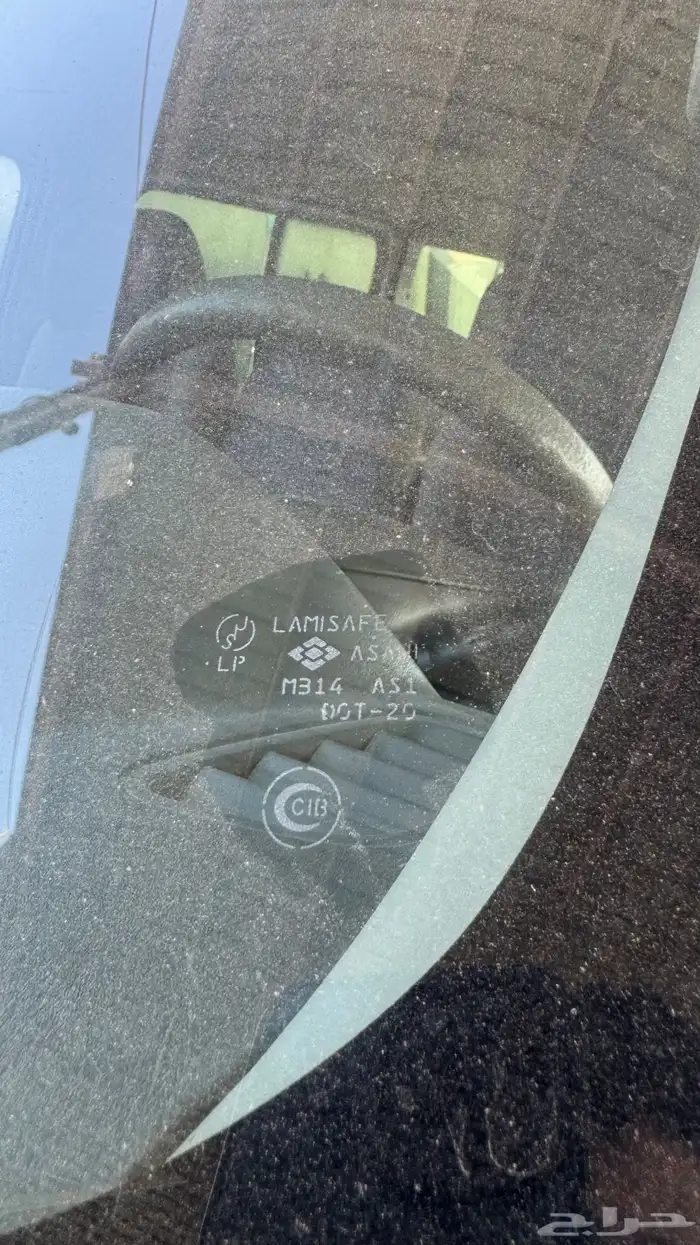 LAMISAFE
LP
ASAHI
M314 AS1
DOT-20
CIB
حراج